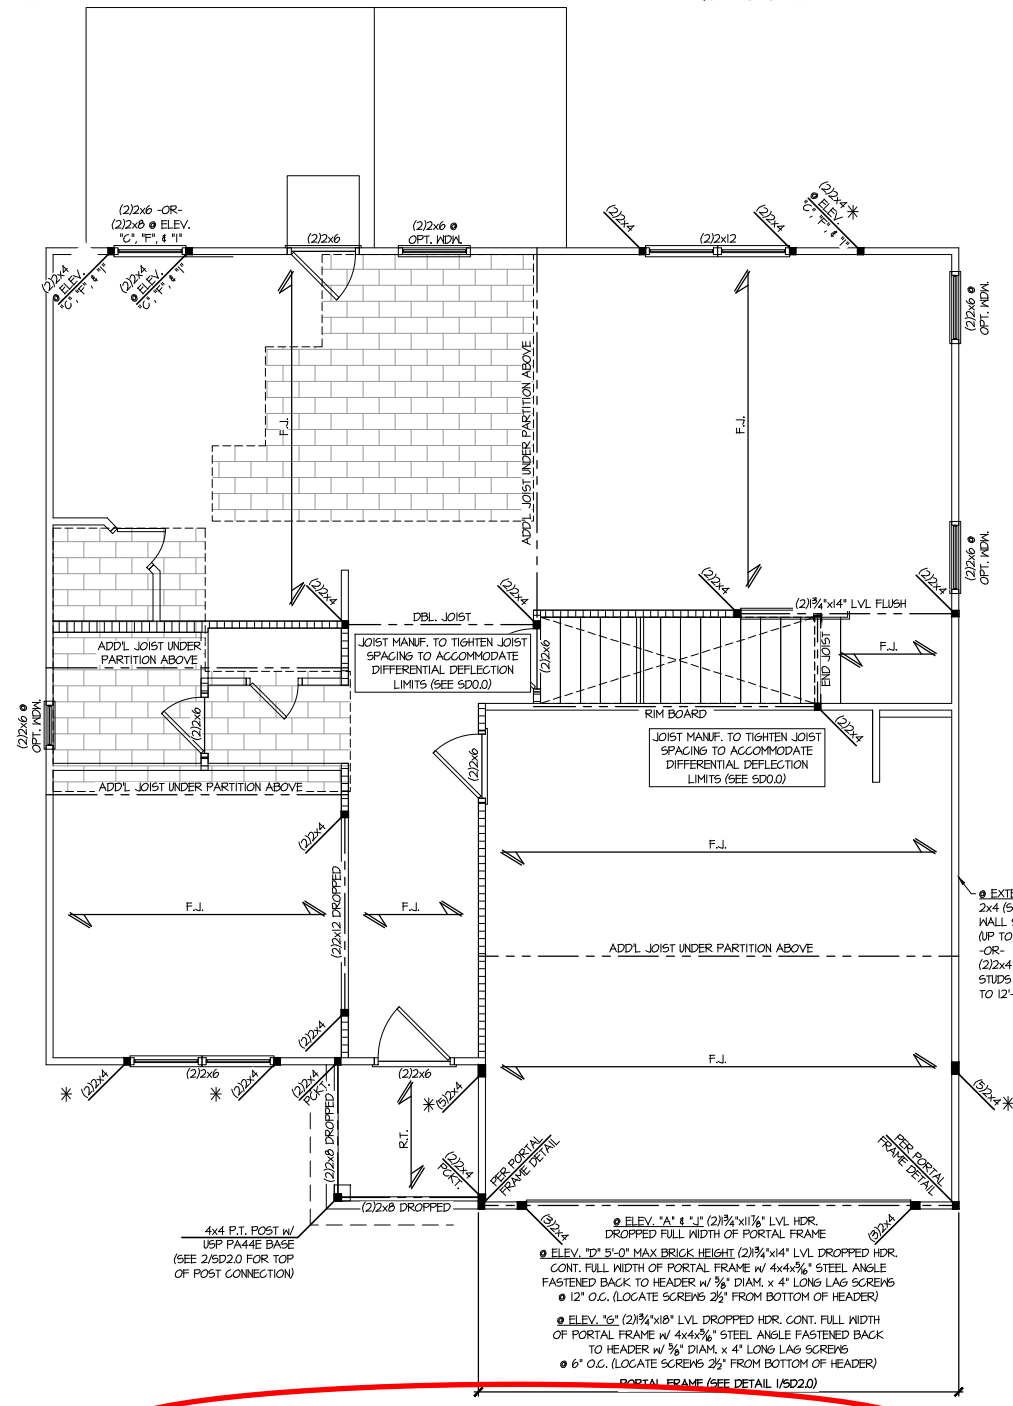 (2)2x6 -OR-
(2)2x8 @ ELEV.
"C", "F", & "I"
(2)2x6
(2)2x6 @
OPT. WDW.
(2)2x4
(2)2x12
(2)2x4
(2)2x4 *
@ ELEV.
"C", "F", & "I"
(2)2x4
@ ELEV.
"C", "F", & "I"
(2)2x4
@ ELEV.
"C", "F", & "I"
(2)2x6 @
OPT. WDW.
F.J.
ADD'L JOIST UNDER PARTITION ABOVE
F.J.
(2)2x6 @
OPT. WDW.
(2)2x4
(2)2x4
(2)2x4
(2)2x4
DBL. JOIST
(2)1¾"x14" LVL FLUSH
ADD'L JOIST UNDER
PARTITION ABOVE
JOIST MANUF. TO TIGHTEN JOIST
SPACING TO ACCOMMODATE
DIFFERENTIAL DEFLECTION
LIMITS (SEE SD0.0)
(2)2x6
END JOIST
F.J.
(2)2x6 @
OPT. WDW.
(2)2x6
RIM BOARD
(2)2x4
JOIST MANUF. TO TIGHTEN JOIST
SPACING TO ACCOMMODATE
DIFFERENTIAL DEFLECTION
LIMITS (SEE SD0.0)
(2)2x6
ADD'L JOIST UNDER PARTITION ABOVE
(2)2x4
F.J.
F.J.
(2)2x12 DROPPED
F.J.
@ EXTE
2x4 (S
WALL S
(UP TO
-OR-
(2)2x4
STUDS
TO 12'-
ADD'L JOIST UNDER PARTITION ABOVE
(2)2x4
F.J.
* (2)2x4
(2)2x6
* (2)2x4
(2)2x4
PCKT.
(2)2x6
* (5)2x4
(5)2x4 *
(2)2x8 DROPPED
R.T.
(2)2x4
PCKT.
PER PORTAL
FRAME DETAIL
PER PORTAL
FRAME DETAIL
(2)2x8 DROPPED
4x4 P.T. POST W/
USP PA44E BASE
(SEE 2/SD2.0 FOR TOP
OF POST CONNECTION)
(3)2x4
(3)2x4
@ ELEV. "A" & "J" (2)1¾"x11⅞" LVL HDR.
DROPPED FULL WIDTH OF PORTAL FRAME
@ ELEV. "D" 5'-0" MAX BRICK HEIGHT (2)1¾"x14" LVL DROPPED HDR.
CONT. FULL WIDTH OF PORTAL FRAME W/ 4x4x5/16" STEEL ANGLE
FASTENED BACK TO HEADER W/ ⅝" DIAM. x 4" LONG LAG SCREWS
@ 12" O.C. (LOCATE SCREWS 2½" FROM BOTTOM OF HEADER)
@ ELEV. "G" (2)1¾"x18" LVL DROPPED HDR. CONT. FULL WIDTH
OF PORTAL FRAME W/ 4x4x5/16" STEEL ANGLE FASTENED BACK
TO HEADER W/ ⅝" DIAM. x 4" LONG LAG SCREWS
@ 6" O.C. (LOCATE SCREWS 2½" FROM BOTTOM OF HEADER)
PORTAL FRAME (SEE DETAIL 1/SD2.0)